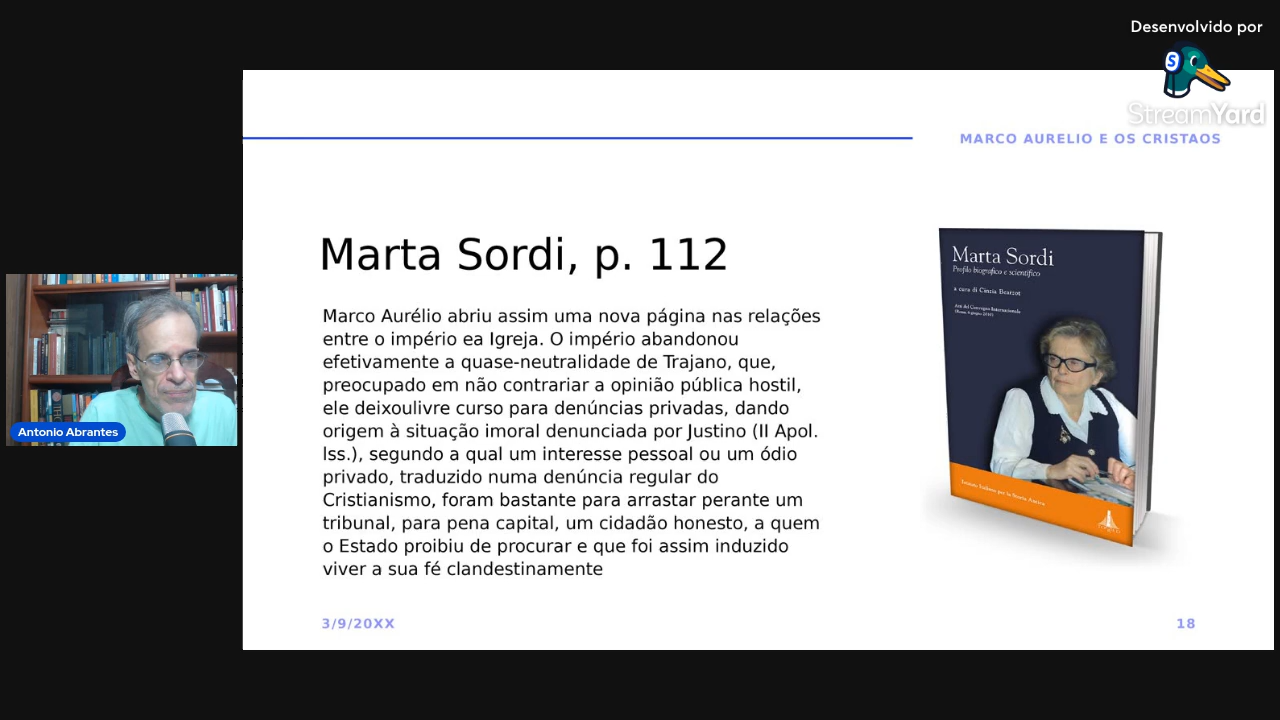 Desenvolvido por
StreamYard
MARCO AURELIO E OS CRISTAOS
Marta Sordi, p. 112
Marco Aurélio abriu assim uma nova página nas relações
entre o império ea Igreja. O império abandonou
efetivamente a quase-neutralidade de Trajano, que,
preocupado em não contrariar a opinião pública hostil,
ele deixoulivre curso para denúncias privadas, dando
origem à situação imoral denunciada por Justino (II Apol.
Iss.), segundo a qual um interesse pessoal ou um ódio
privado, traduzido numa denúncia regular do
Cristianismo, foram bastante para arrastar perante um
tribunal, para pena capital, um cidadão honesto, a quem
o Estado proibiu de procurar e que foi assim induzido
viver a sua fé clandestinamente
Marta Sordi
Profilo biografico e scientifico
a cura di Cinzia Bearzot
Atti del Convegno Internazionale
Antonio Abrantes
3/9/20XX
18